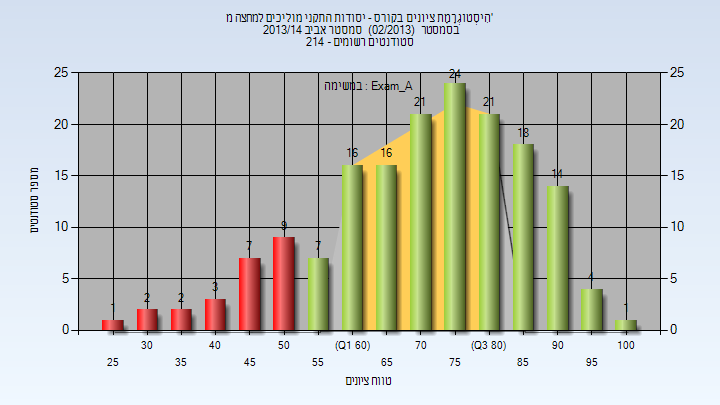 היסטוגרמת ציונים בקורס - יסודות התקני מוליכים למחצה מ'
בסמסטר (02/2013) סמסטר אביב 2013/14
סטודנטים רשומים - 214
במשימה : Exam_A
מספר סטודנטים
25 20 15 10 5 0
25 20 15 10 5 0
1 2 2 3 7 9 7 16 16 21 24 21 18 14 4 1
30 40 50 (Q1 60) 70 (Q3 80) 90 100
25 35 45 55 65 75 85 95
טווח ציונים